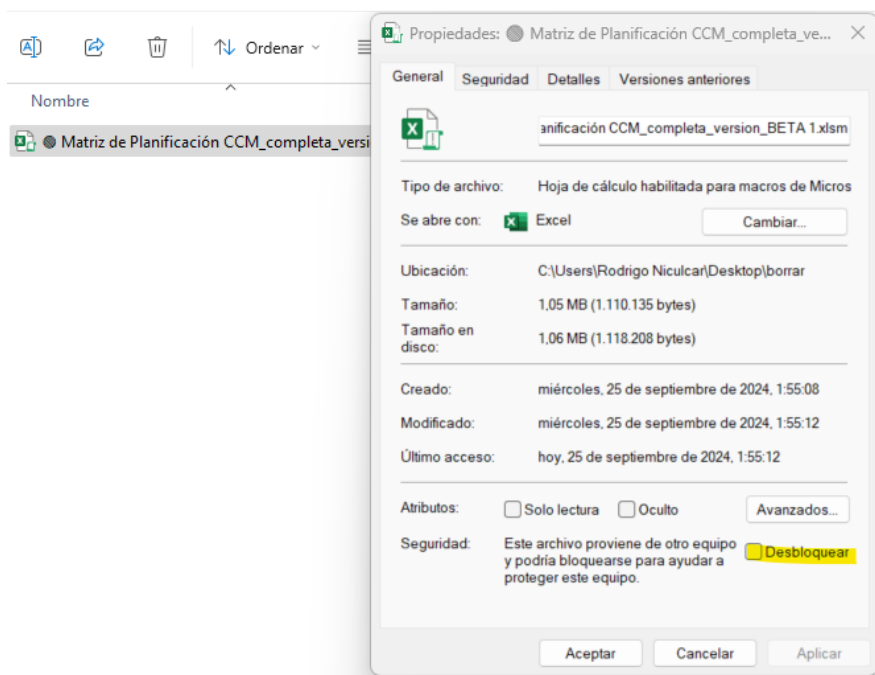 Ordenar
Nombre
Matriz de Planificación CCM_completa_versi
Propiedades: Matriz de Planificación CCM_completa_ve...
General Seguridad Detalles Versiones anteriores
anificación CCM_completa_version_BETA 1.xlsm
Tipo de archivo: Hoja de cálculo habilitada para macros de Micros
Se abre con: Excel Cambiar...
Ubicación: C:\Users\Rodrigo Niculcar\Desktop\borrar
Tamaño: 1,05 MB (1.110.135 bytes)
Tamaño en
disco: 1,06 MB (1.118.208 bytes)
Creado: miércoles, 25 de septiembre de 2024, 1:55:08
Modificado: miércoles, 25 de septiembre de 2024, 1:55:12
Último acceso: hoy, 25 de septiembre de 2024, 1:55:12
Atributos: Solo lectura Oculto Avanzados...
Seguridad: Este archivo proviene de otro equipo
y podría bloquearse para ayudar a
proteger este equipo.
Desbloquear
Aceptar Cancelar Aplicar